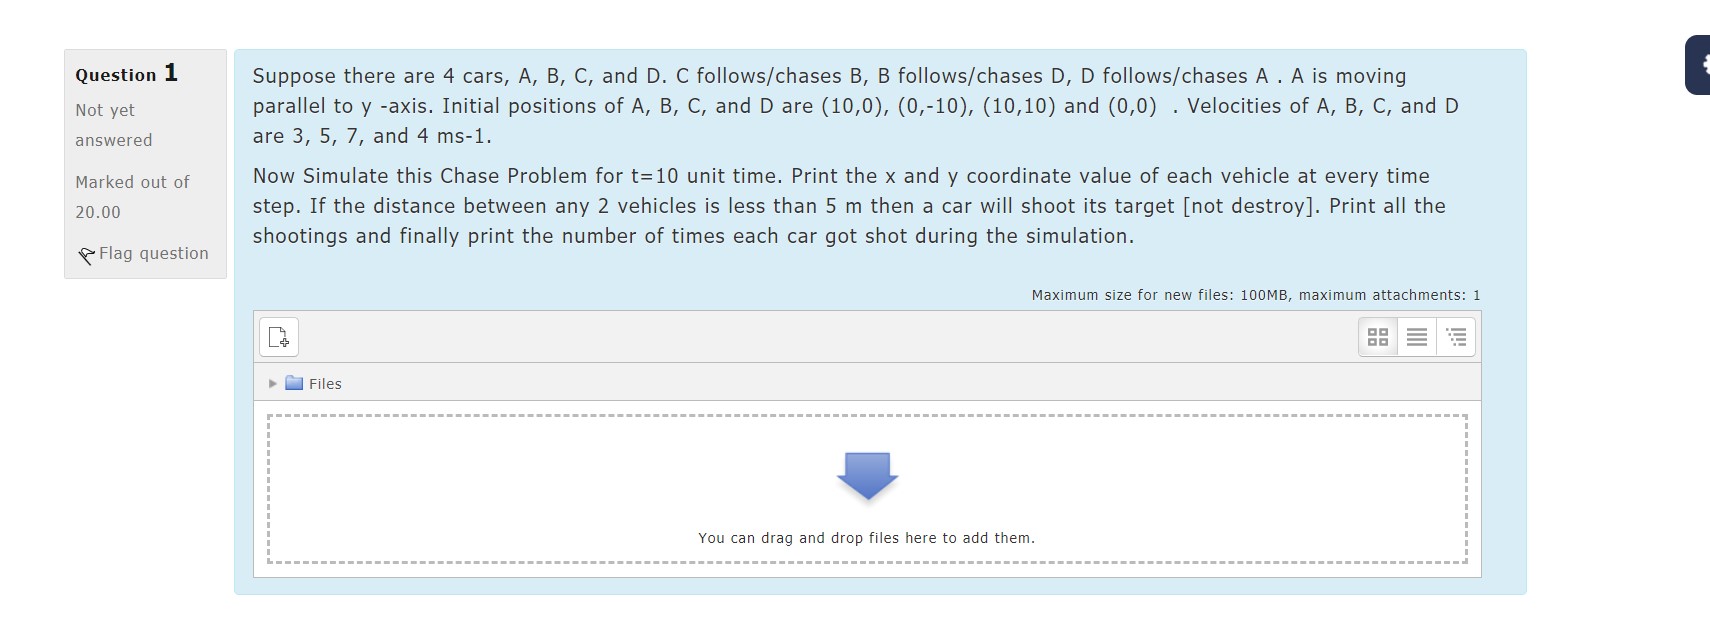 Question 1
Not yet
answered
Marked out of
20.00
Flag question
Suppose there are 4 cars, A, B, C, and D. C follows/chases B, B follows/chases D, D follows/chases A . A is moving
parallel to y -axis. Initial positions of A, B, C, and D are (10,0), (0,-10), (10,10) and (0,0)  . Velocities of A, B, C, and D
are 3, 5, 7, and 4 ms-1.
Now Simulate this Chase Problem for t=10 unit time. Print the x and y coordinate value of each vehicle at every time
step. If the distance between any 2 vehicles is less than 5 m then a car will shoot its target [not destroy]. Print all the
shootings and finally print the number of times each car got shot during the simulation.
Maximum size for new files: 100MB, maximum attachments: 1
Files
You can drag and drop files here to add them.